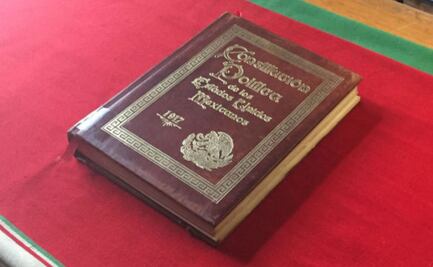 Constitución
Política
de los
Estados Unidos
Mexicanos
1917